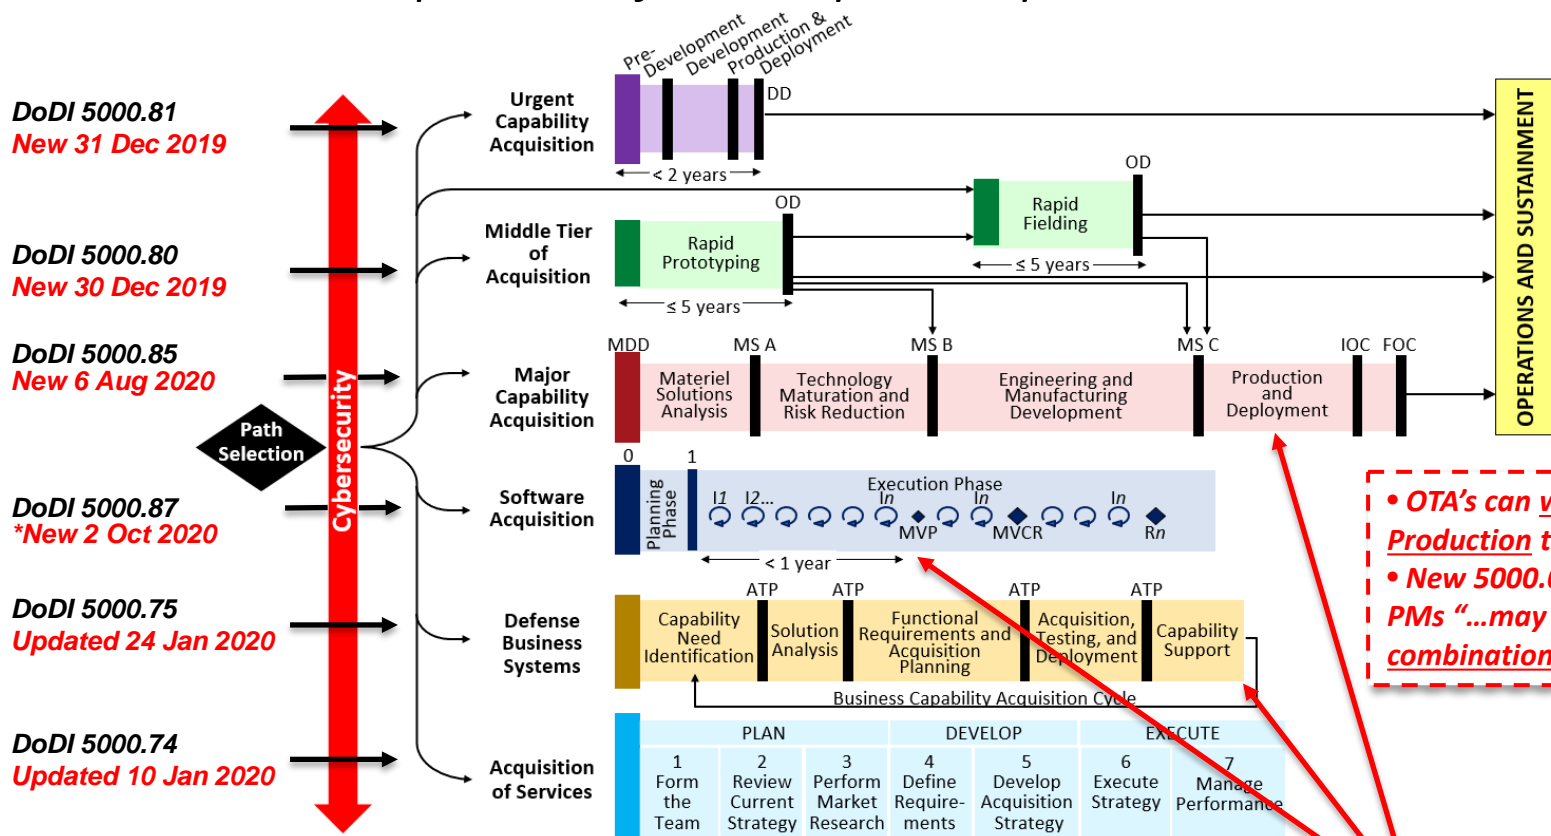 DoDI 5000.81
New 31 Dec 2019
DoDI 5000.80
New 30 Dec 2019
DoDI 5000.85
New 6 Aug 2020
Path
Selection
DoDI 5000.87
*New 2 Oct 2020
DoDI 5000.75
Updated 24 Jan 2020
DoDI 5000.74
Updated 10 Jan 2020
Cybersecurity
Urgent
Capability
Acquisition
Pre-
Development
Development
Production &
Deployment
DD
< 2 years
Middle Tier
of
Acquisition
Rapid
Prototyping
OD
≤ 5 years
Rapid
Fielding
OD
≤ 5 years
Major
Capability
Acquisition
MDD
MS A
MS B
MS C
IOC
FOC
Materiel
Solutions
Analysis
Technology
Maturation and
Risk Reduction
Engineering and
Manufacturing
Development
Production
and
Deployment
OPERATIONS AND SUSTAINMENT
Software
Acquisition
0
1
Planning
Phase
Execution Phase
I1
I2...
In
In
In
MVP
MVCR
Rn
< 1 year
Defense
Business
Systems
ATP
ATP
ATP
ATP
Capability
Need
Identification
Solution
Analysis
Functional
Requirements and
Acquisition
Planning
Acquisition,
Testing, and
Deployment
Capability
Support
Business Capability Acquisition Cycle
Acquisition
of Services
PLAN
DEVELOP
EXECUTE
1
Form
the
Team
2
Review
Current
Strategy
3
Perform
Market
Research
4
Define
Require-
ments
5
Develop
Acquisition
Strategy
6
Execute
Strategy
7
Manage
Performance
• OTA's can
Production
• New
PMs "…may
combination